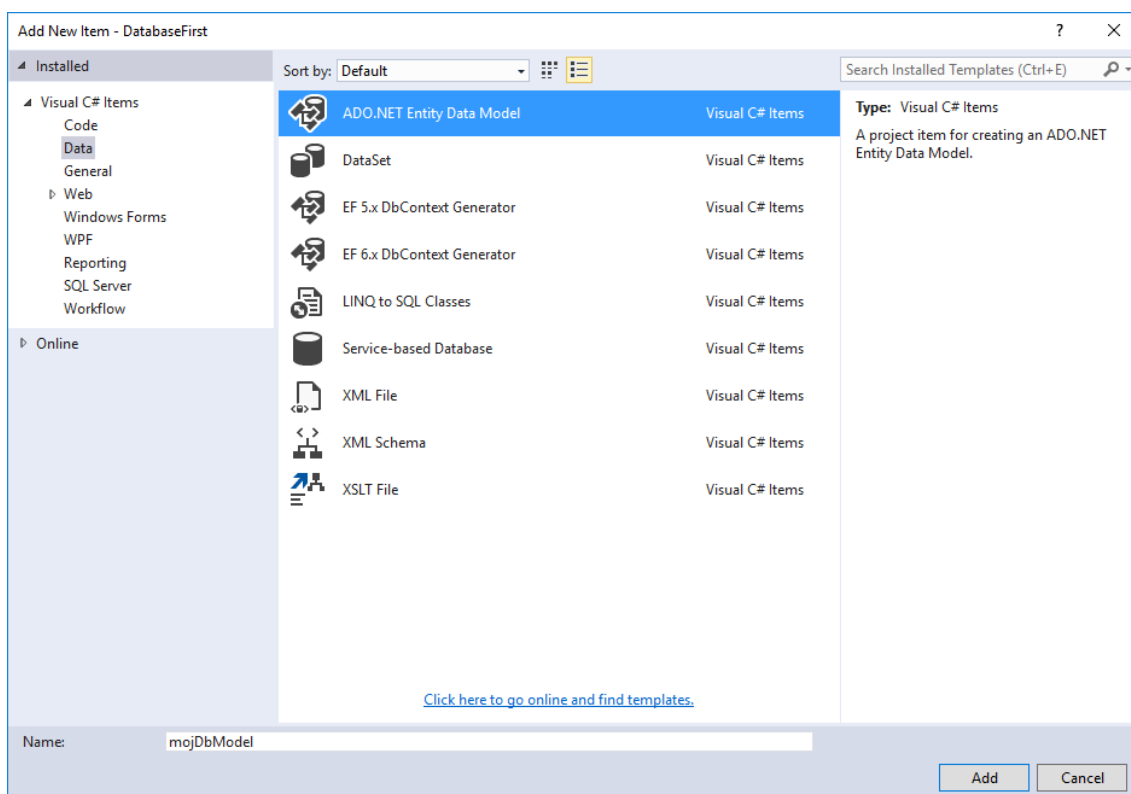 Add New Item - DatabaseFirst
?
Installed
Sort by: Default
Search Installed Templates (Ctrl+E)
Visual C# Items
Code
Data
General
Web
Windows Forms
WPF
Reporting
SQL Server
Workflow
Online
ADO.NET Entity Data Model Visual C# Items
DataSet Visual C# Items
EF 5.x DbContext Generator Visual C# Items
EF 6.x DbContext Generator Visual C# Items
LINQ to SQL Classes Visual C# Items
Service-based Database Visual C# Items
XML File Visual C# Items
XML Schema Visual C# Items
XSLT File Visual C# Items
Click here to go online and find templates.
Type: Visual C# Items
A project item for creating an ADO.NET
Entity Data Model.
Name: mojDbModel
Add Cancel